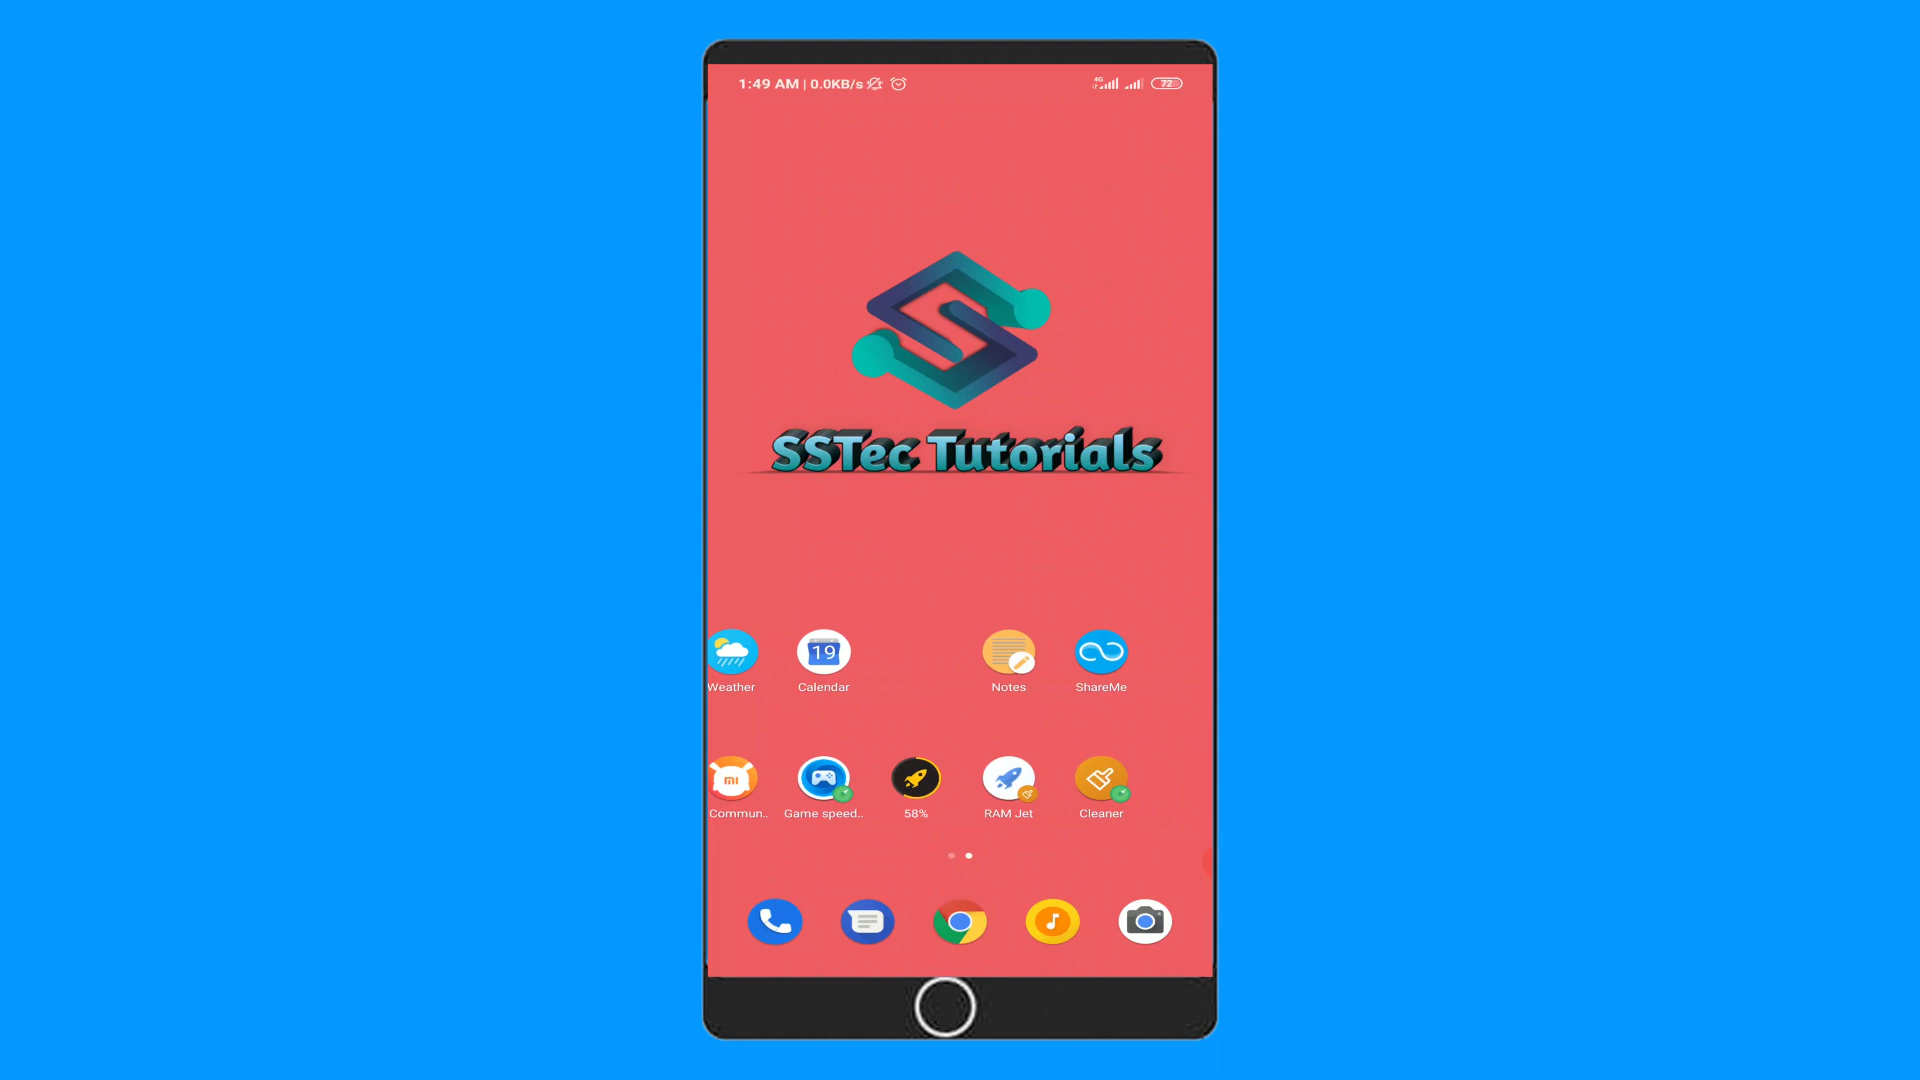 1:49 AM | 0.0KB/s
4G
72
SSTec Tutorials
19
Weather
Calendar
Notes
ShareMe
MI
Commun..
Game speed..
58%
RAM Jet
Cleaner